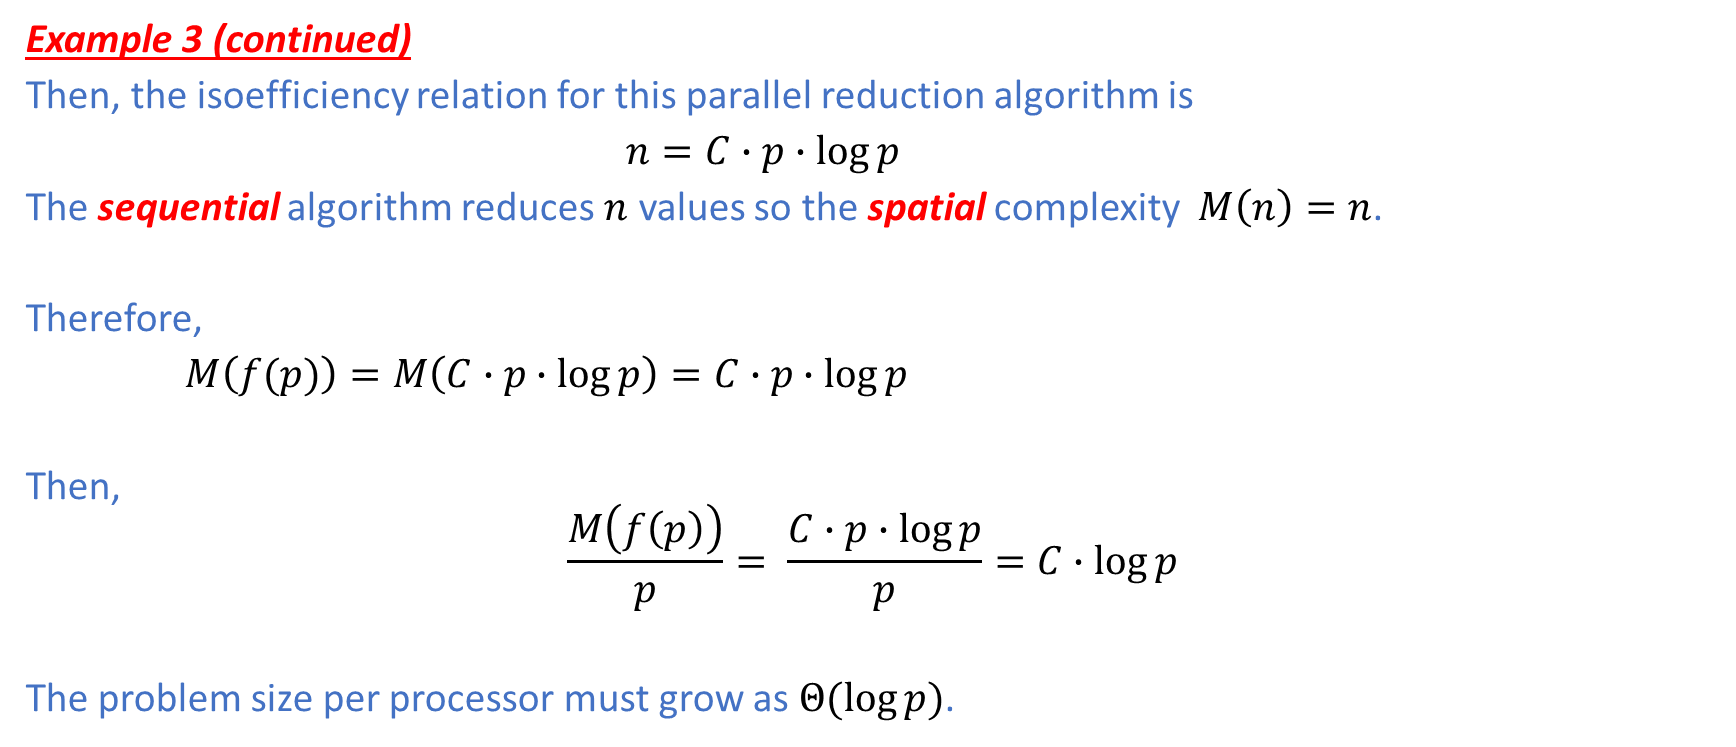 Example 3 (continued)
Then, the isoefficiency relation for this parallel reduction algorithm is
n = C · p · log p
The sequential algorithm reduces n values so the spatial complexity M(n) = n.
Therefore,
M(f(p)) = M(C · p · log p) = C · p · log p
Then,
M(f(p))/p = C · p · log p/p = C · log p
The problem size per processor must grow as Θ(log p).